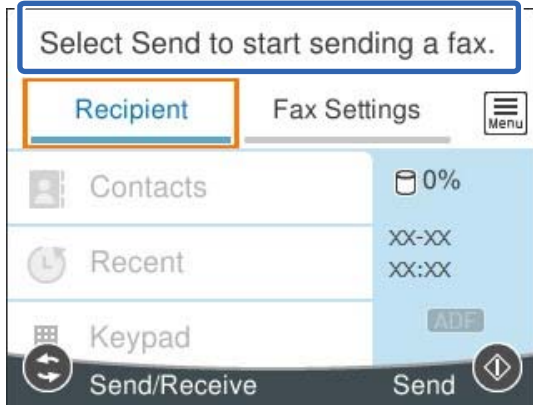 Select Send to start sending a fax.
Recipient Fax Settings Menu
Contacts 0%
XX-XX
Recent XX:XX
Keypad ADF
Send/Receive Send